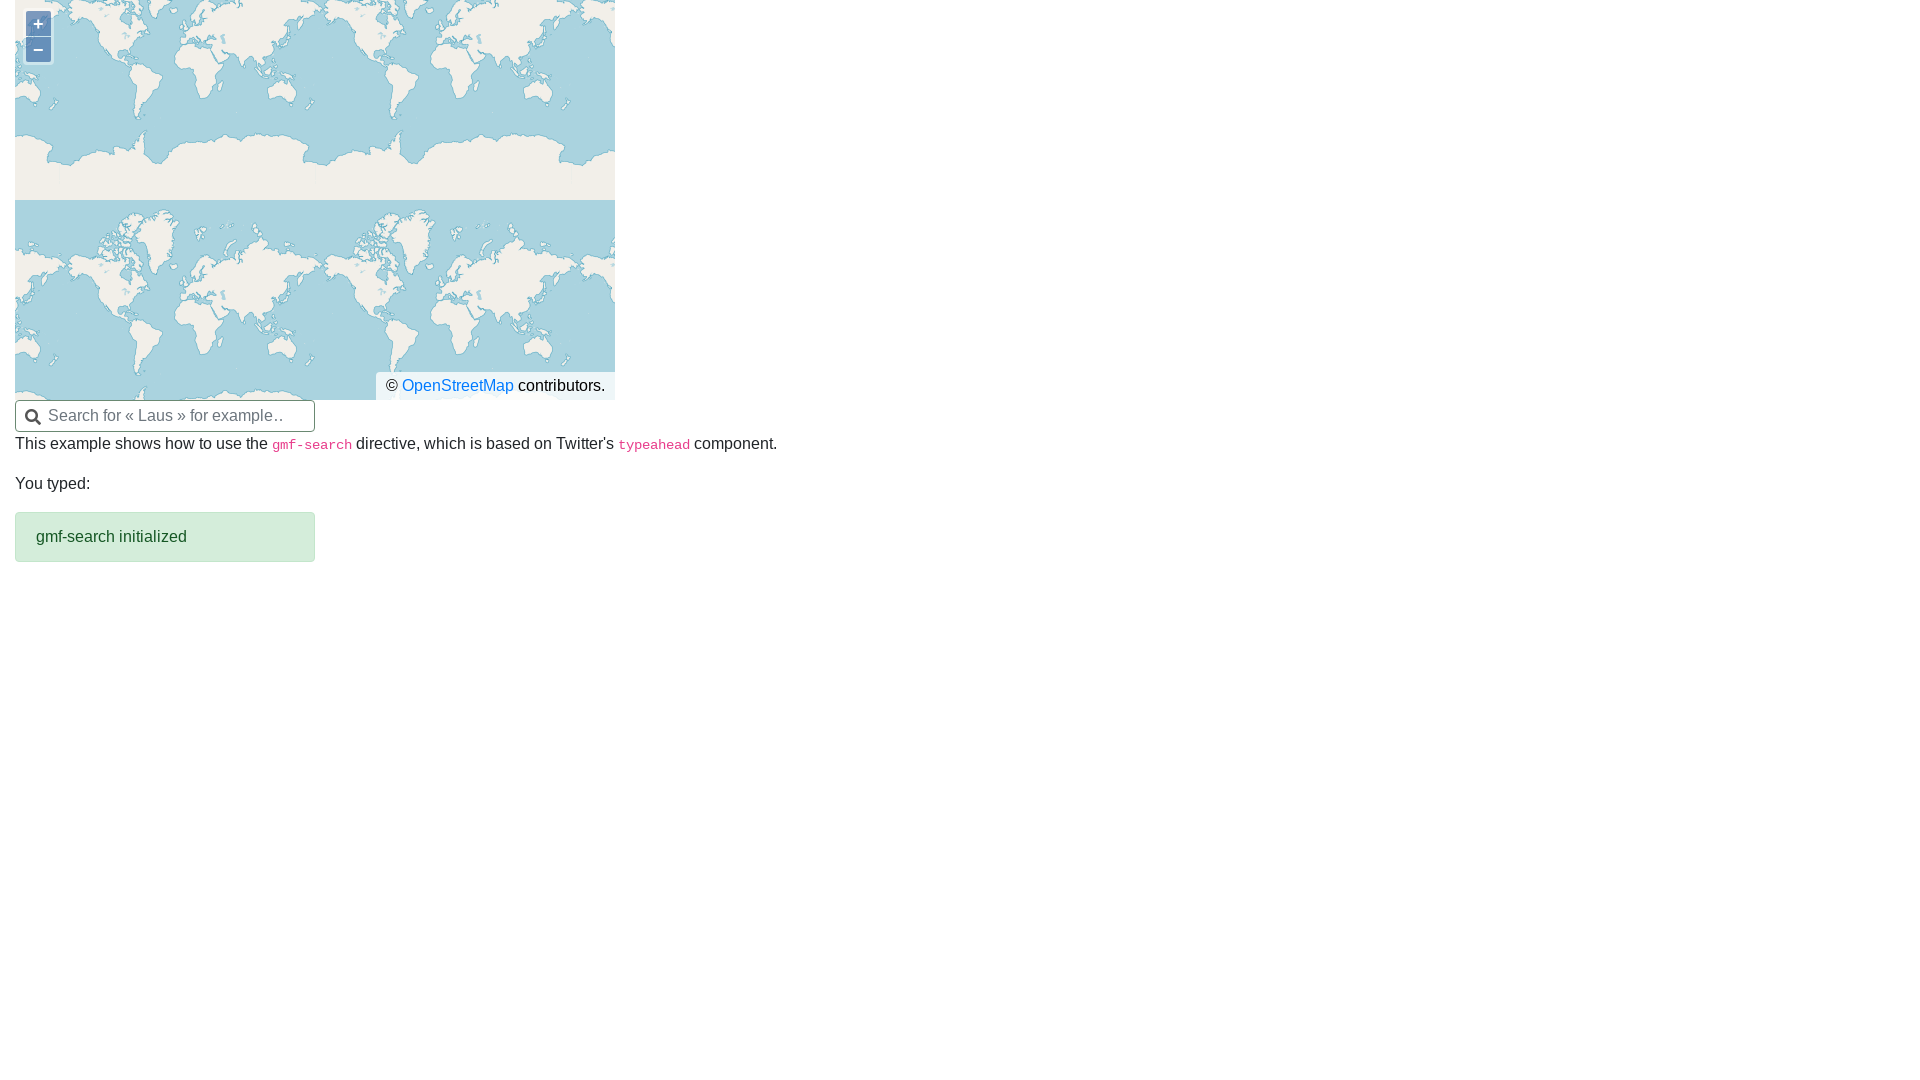 +
−
© OpenStreetMap contributors.
Search for « Laus » for example…
This example shows how to use the gmf-search directive, which is based on Twitter's typeahead component.
You typed:
gmf-search initialized